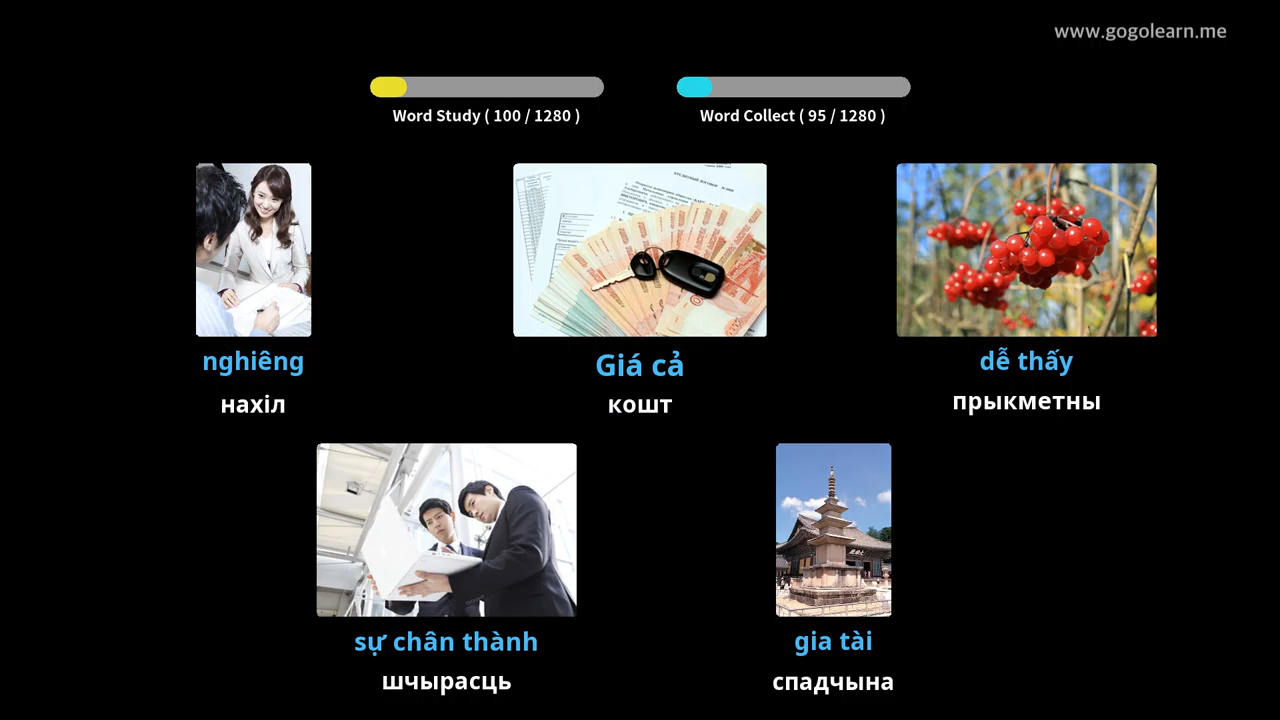 www.gogolearn.me
Word Study ( 100 / 1280 )
Word Collect ( 95 / 1280 )
nghiêng
нахіл
Giá cả
кошт
dễ thấy
прыкметны
sự chân thành
шчырасць
gia tài
спадчына